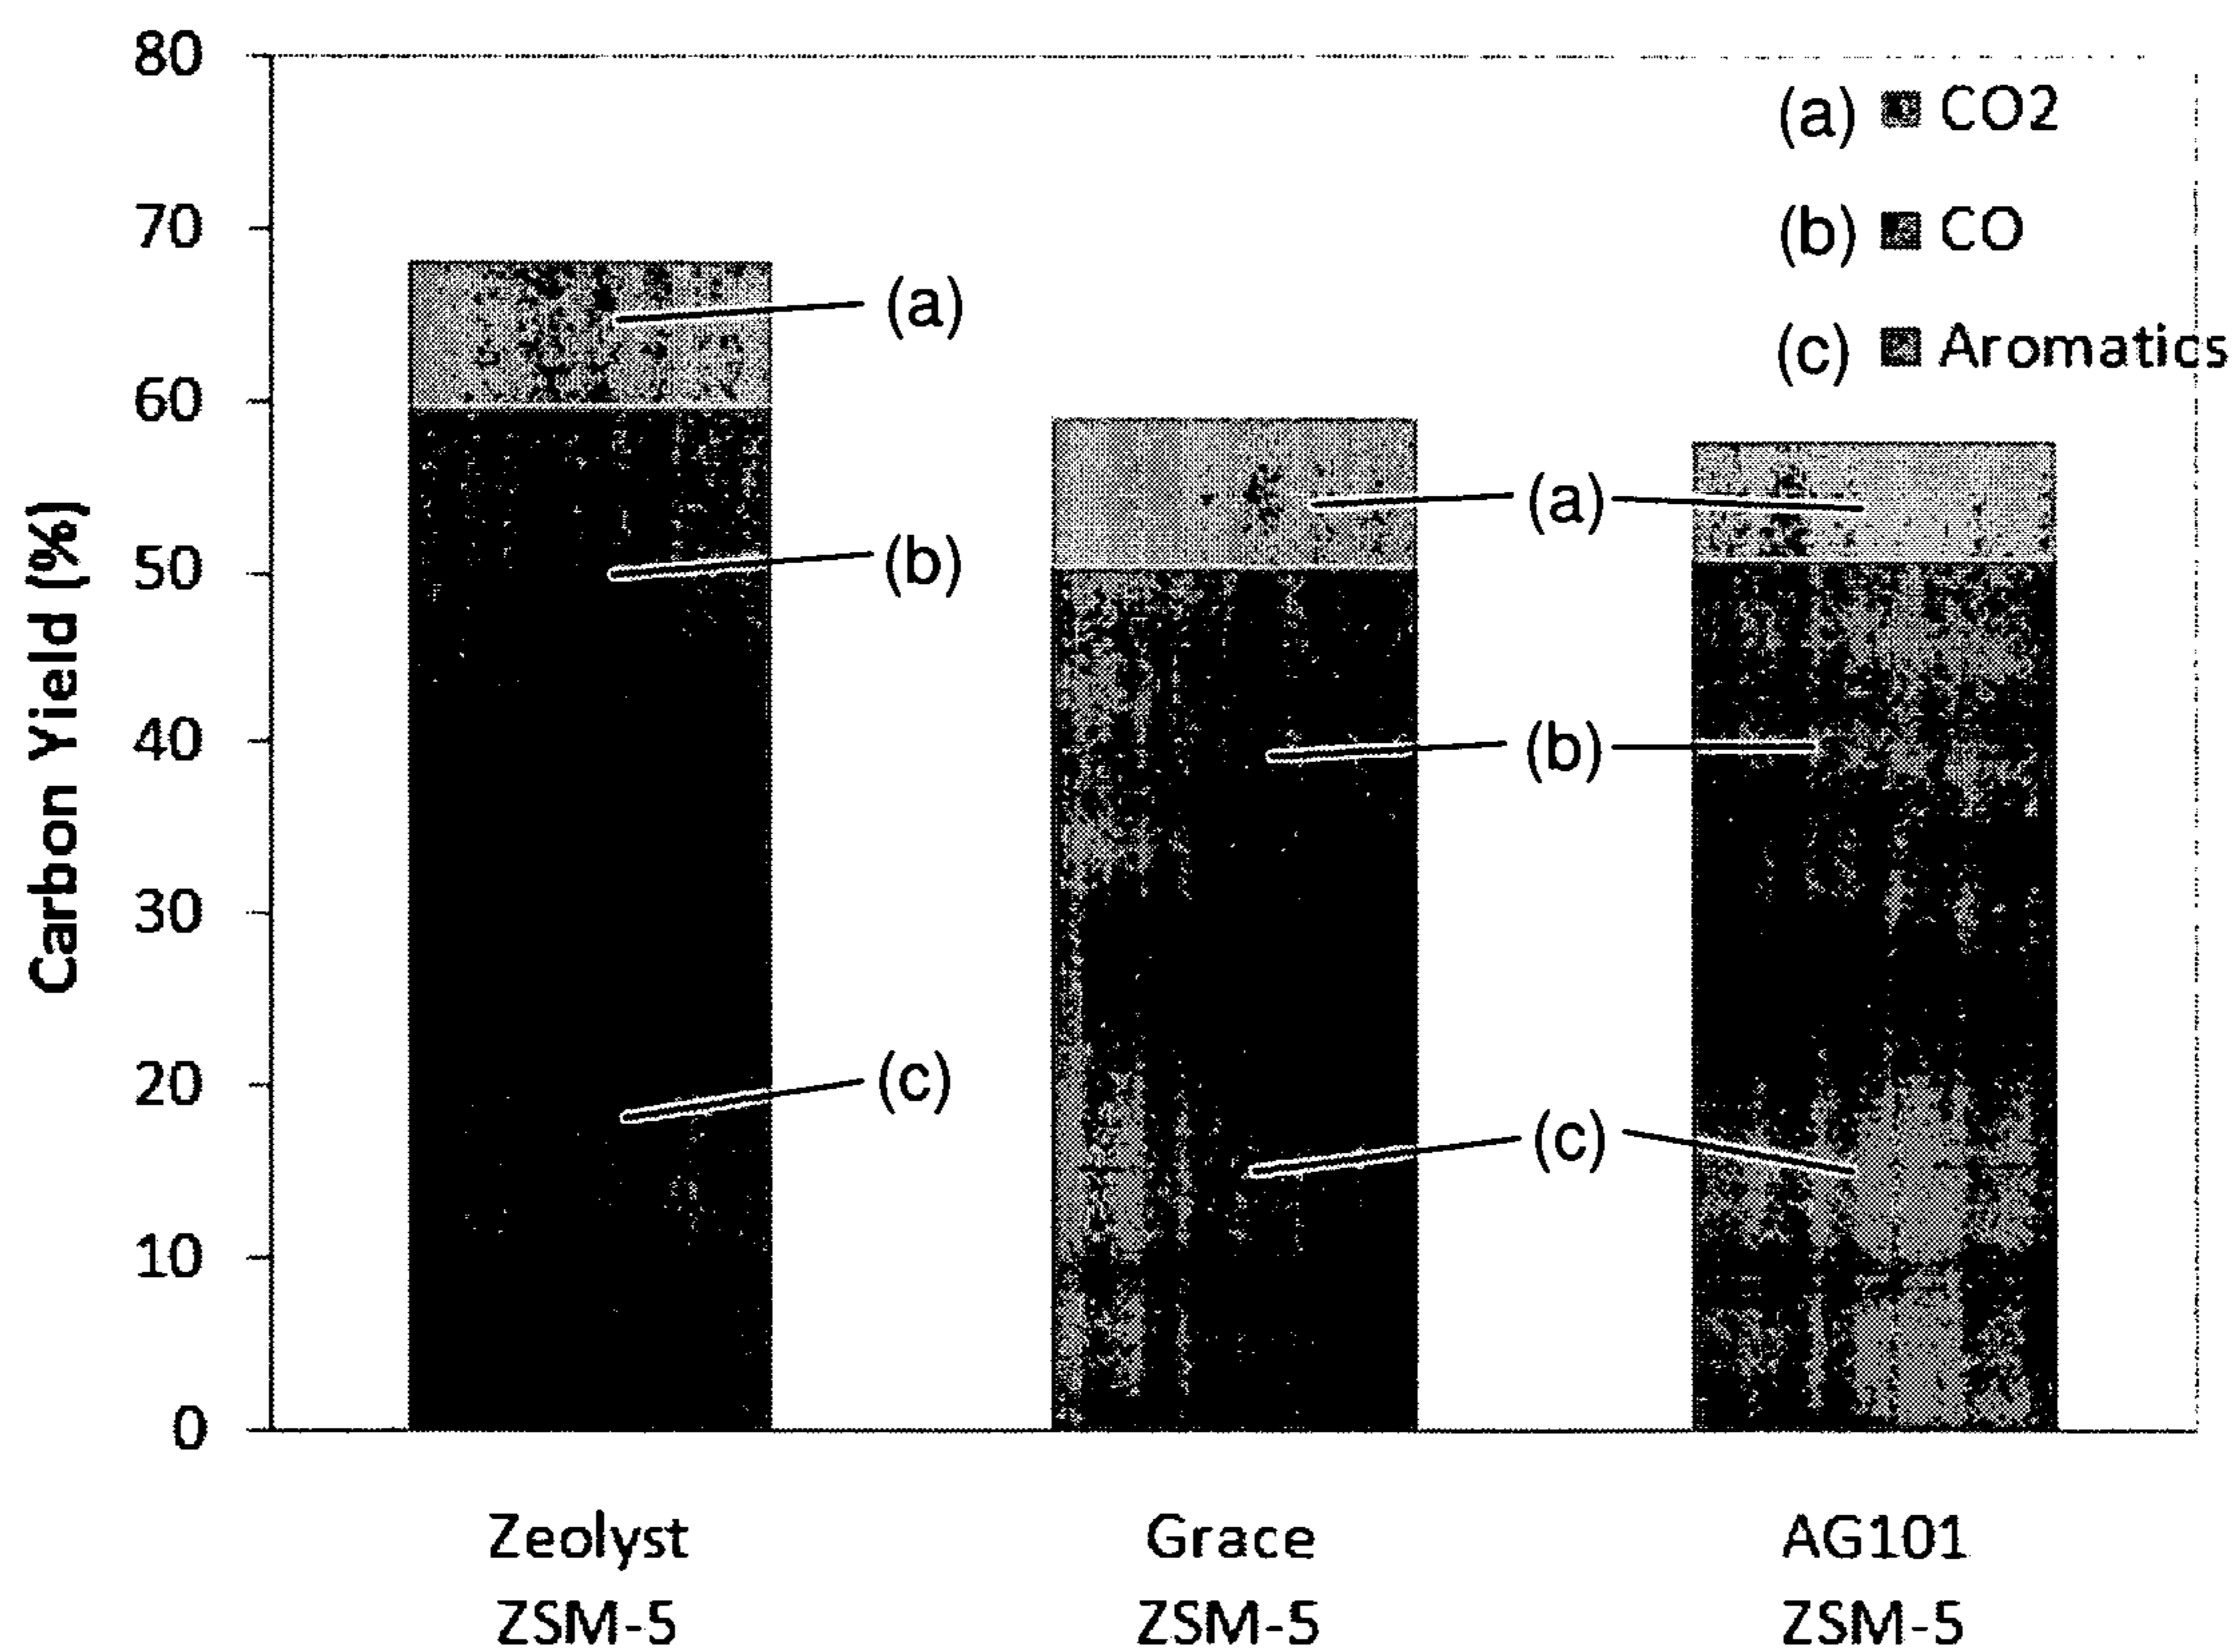 80
70
60
50
40
30
20
10
0
Carbon Yield (%)
(a) CO2
(b) CO
(c) Aromatics
(a)
(b)
(c)
(a)
(b)
(c)
Zeolyst
ZSM-5
Grace
ZSM-5
AG101
ZSM-5